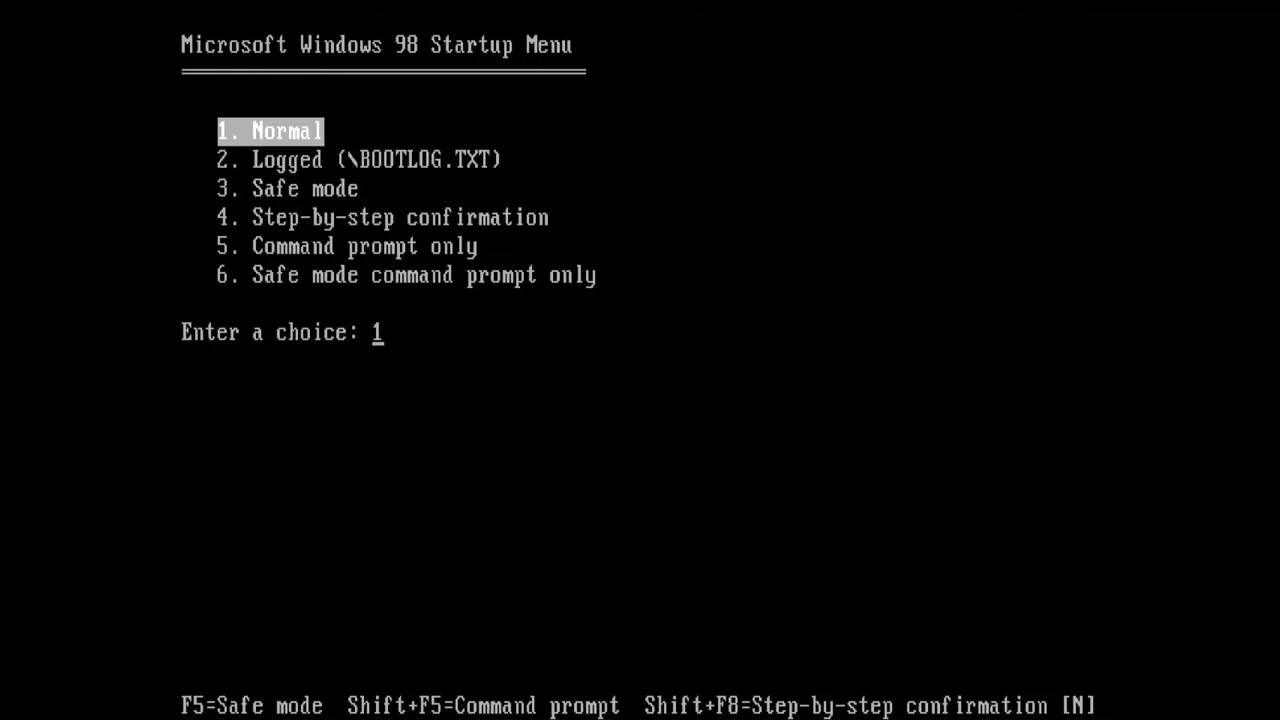 Microsoft Windows 98 Startup Menu
1. Normal
2. Logged (\BOOTLOG.TXT)
3. Safe mode
4. Step-by-step confirmation
5. Command prompt only
6. Safe mode command prompt only
Enter a choice: 1
F5=Safe mode  Shift+F5=Command prompt  Shift+F8=Step-by-step confirmation [N]